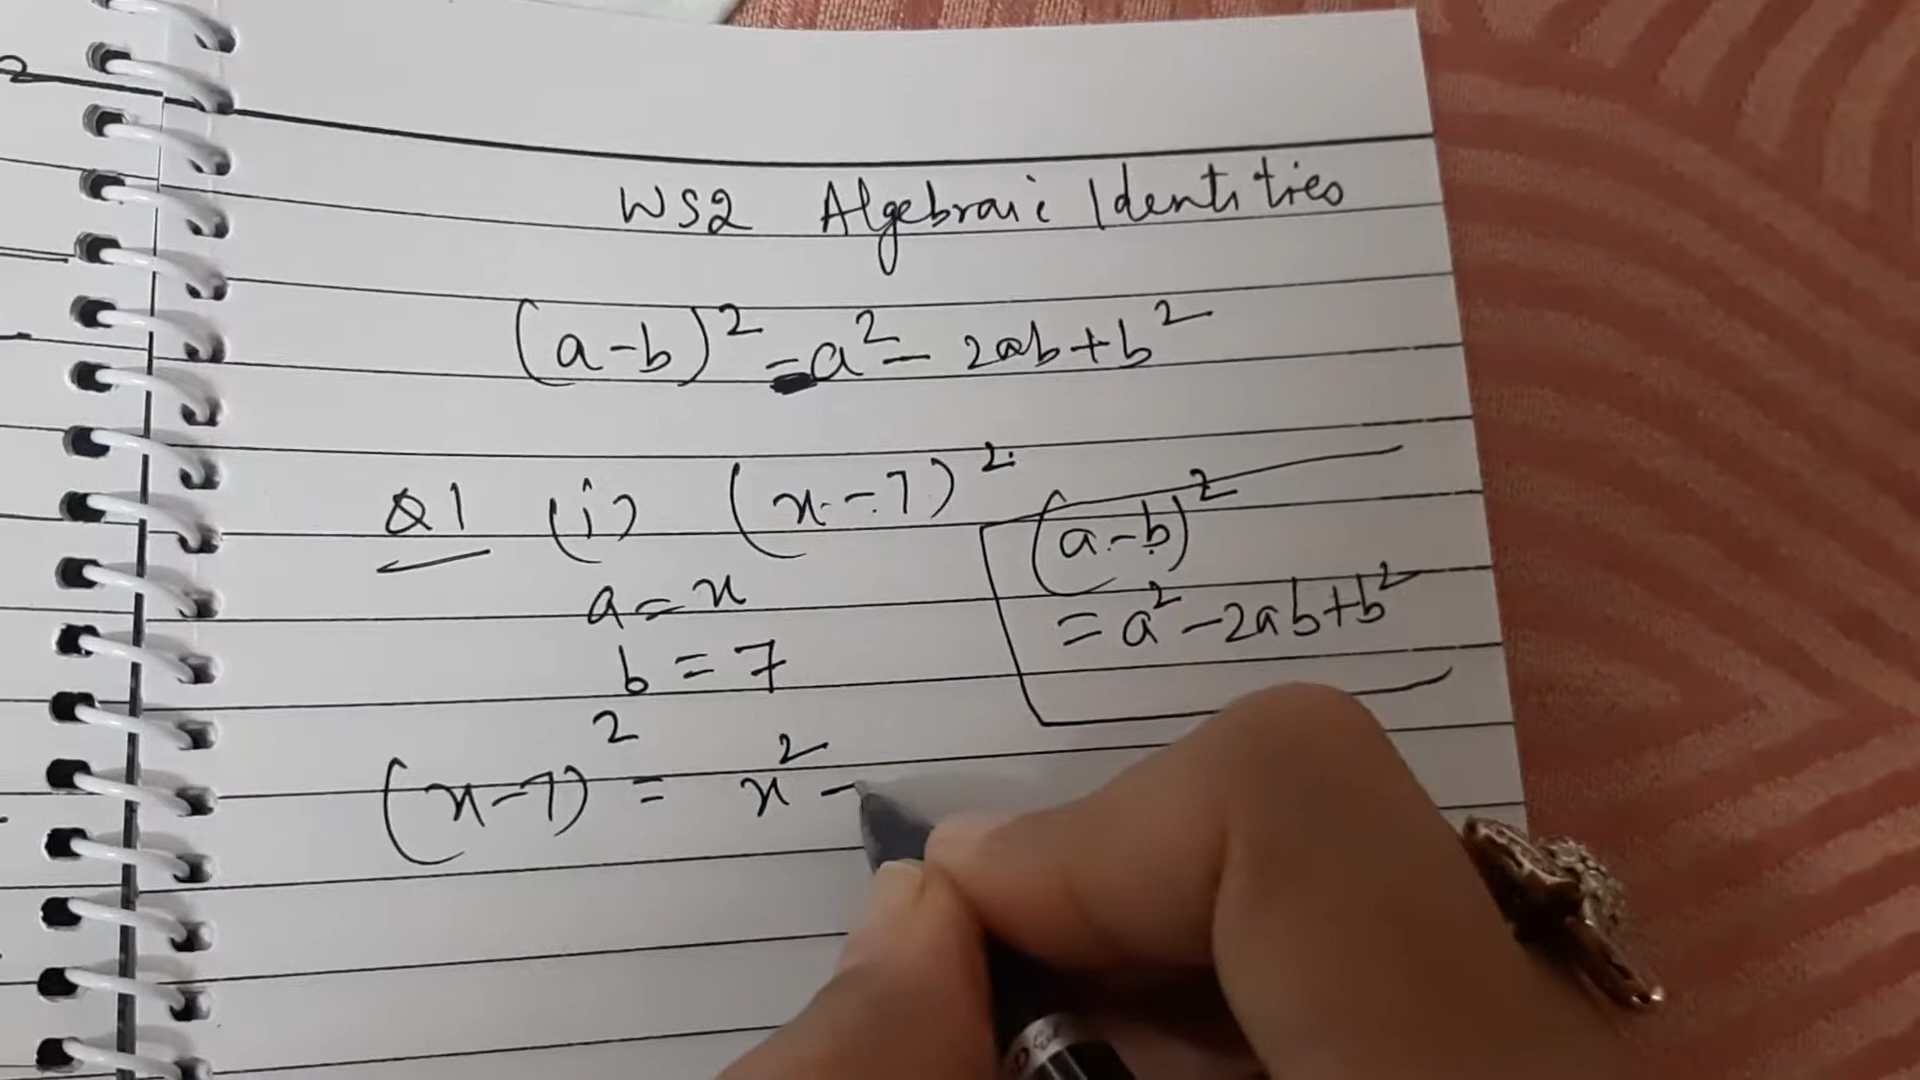 WS2 Algebraic Identities
(a-b)² = a² - 2ab + b²
Q1 (i) (x-7)²
a = x
b = 7
(a-b)²
= a² - 2ab + b²
(x-7)² = x² -